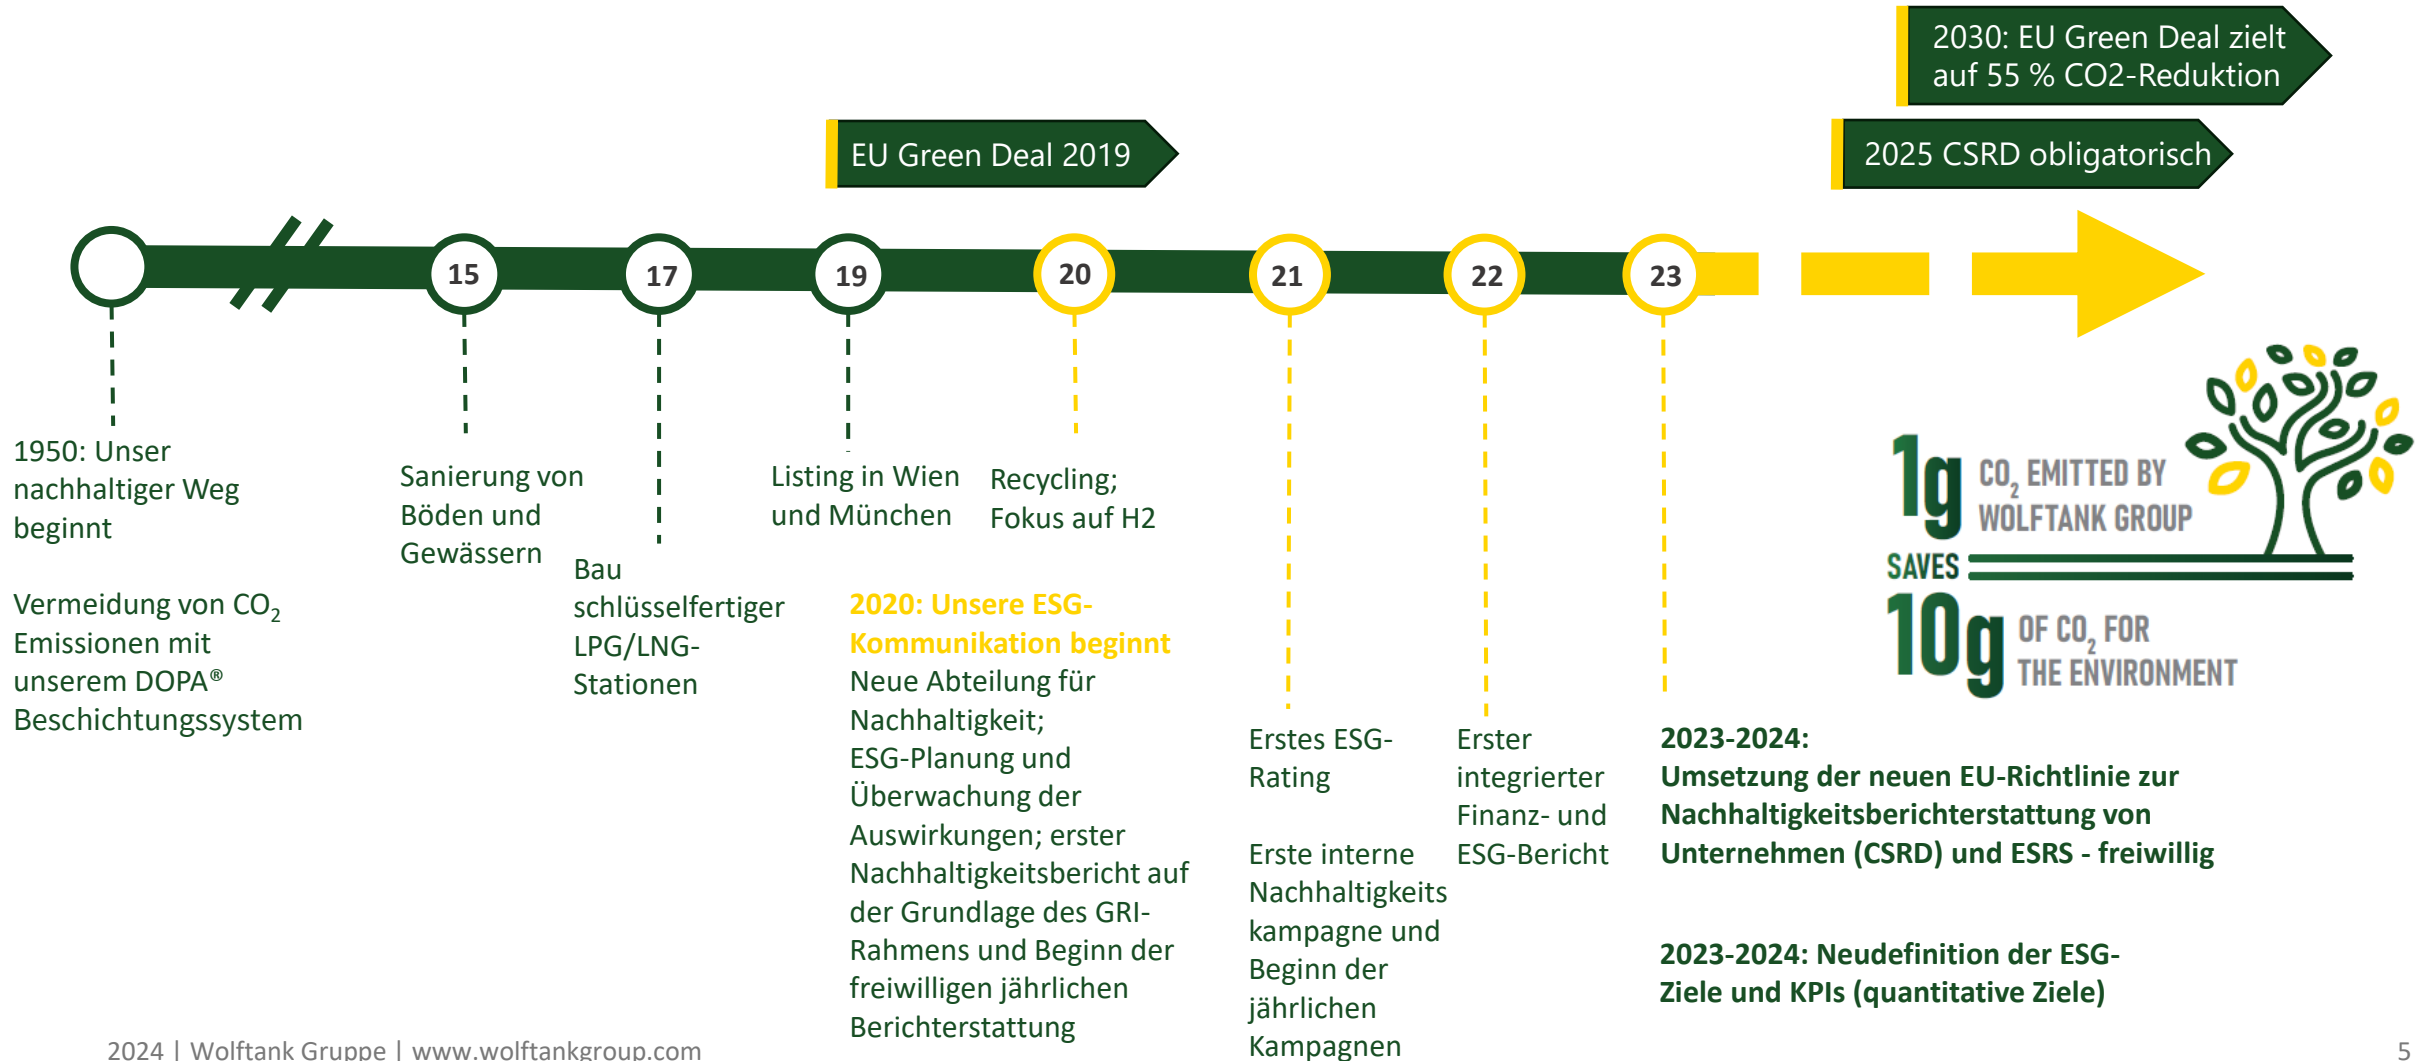 2030: EU Green Deal zielt
auf 55 % CO2-Reduktion
EU Green Deal 2019
2025 CSRD obligatorisch
15
17
19
20
21
22
23
1950: Unser
nachhaltiger Weg
beginnt
Vermeidung von CO₂
Emissionen mit
unserem DOPA®
Beschichtungssystem
Sanierung von
Böden und
Gewässern
Bau
schlüsselfertiger
LPG/LNG-
Stationen
Listing in Wien
und München
Recycling;
Fokus auf H2
2020: Unsere ESG-
Kommunikation beginnt
Neue Abteilung für
Nachhaltigkeit;
ESG-Planung und
Überwachung der
Auswirkungen; erster
Nachhaltigkeitsbericht auf
der Grundlage des GRI-
Rahmens und Beginn der
freiwilligen jährlichen
Berichterstattung
Erstes ESG-
Rating
Erste interne
Nachhaltigkeits
kampagne und
Beginn der
jährlichen
Kampagnen
Erster
integrierter
Finanz- und
ESG-Bericht
1g CO₂ EMITTED BY
WOLFTANK GROUP
SAVES
10g OF CO₂ FOR
THE ENVIRONMENT
2023-2024:
Umsetzung der neuen EU-Richtlinie zur
Nachhaltigkeitsberichterstattung von
Unternehmen (CSRD) und ESRS - freiwillig
2023-2024: Neudefinition der ESG-
Ziele und KPIs (quantitative Ziele)
2024 | Wolftank Gruppe | www.wolftankgroup.com
5